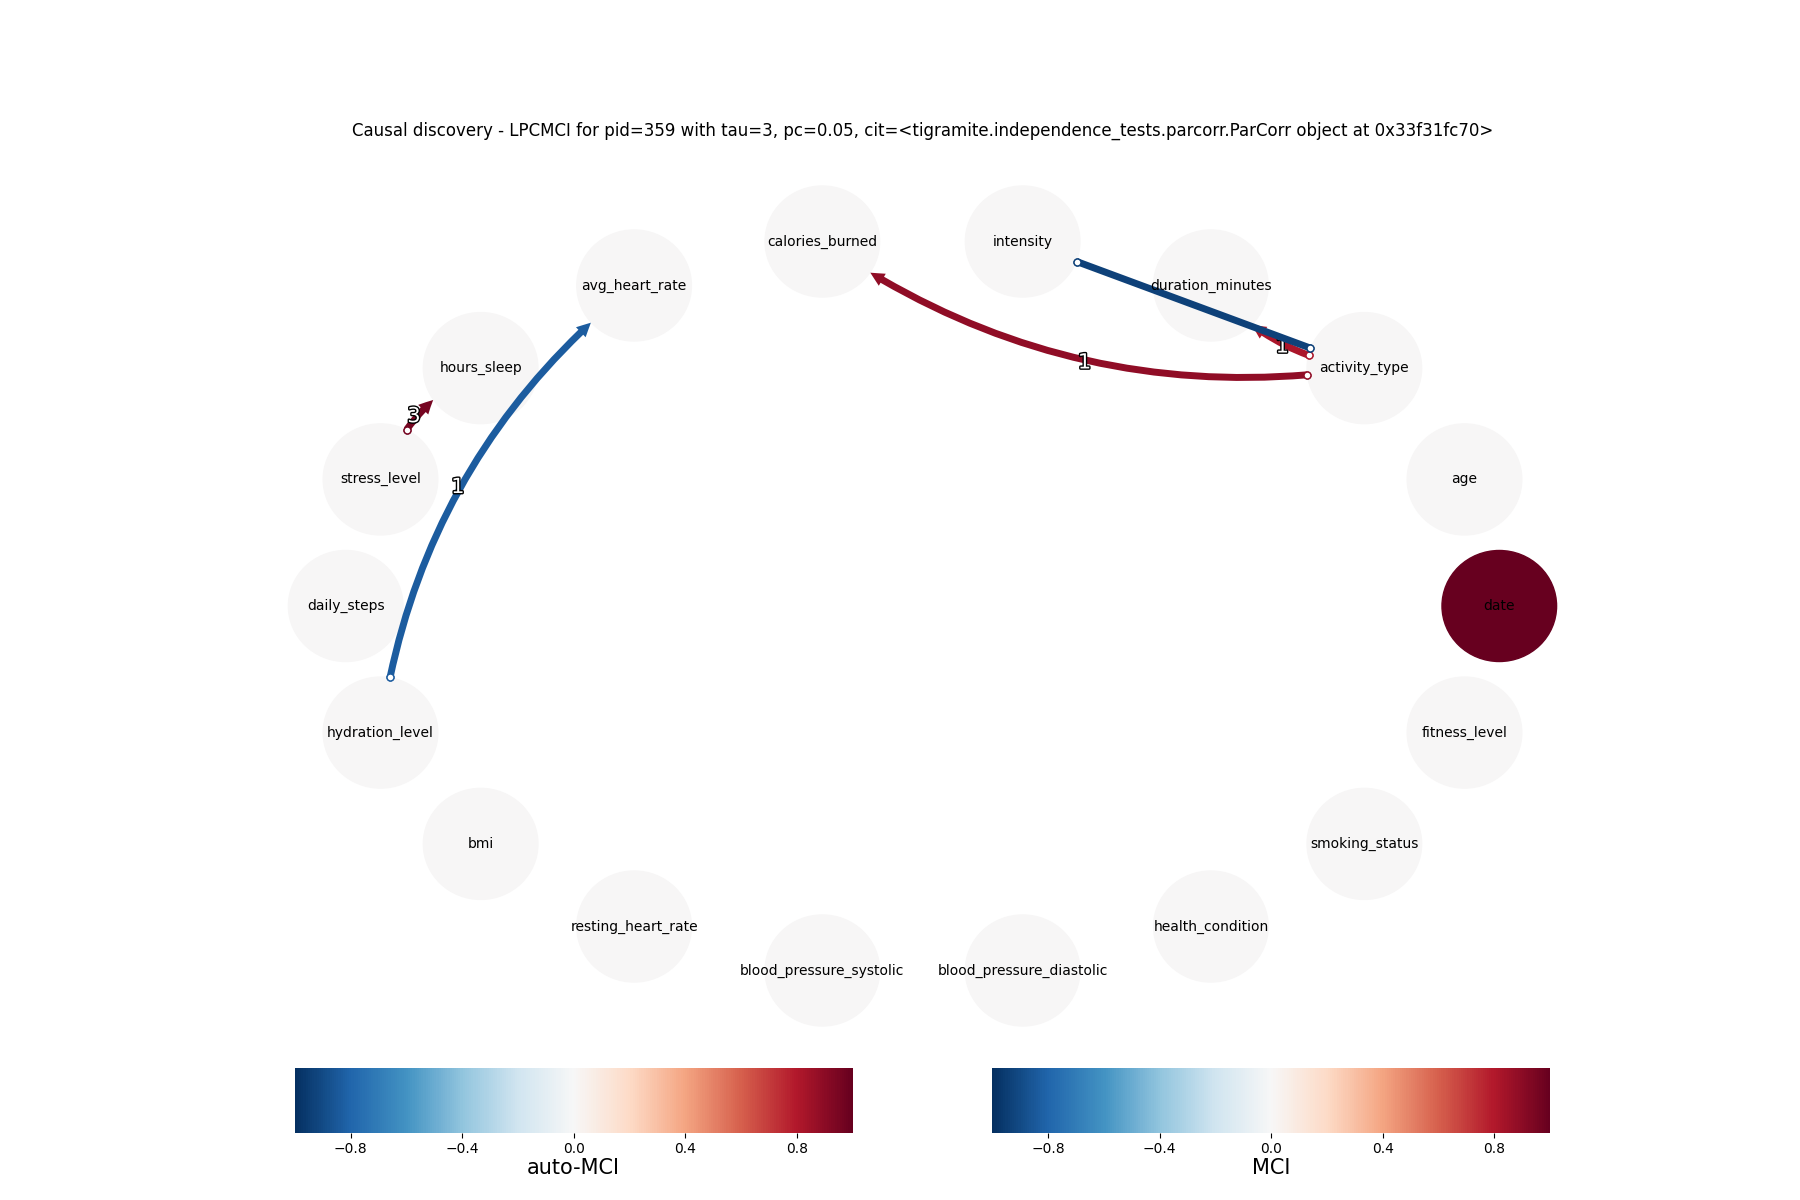 Causal discovery - LPCMCI for pid=359 with tau=3, pc=0.05, cit=<tigramite.independence_tests.parcorr.ParCorr object at 0x33f31fc70>
calories_burned
intensity
avg_heart_rate
duration_minutes
1
1
hours_sleep
activity_type
3
stress_level
1
age
daily_steps
date
hydration_level
fitness_level
bmi
smoking_status
resting_heart_rate
health_condition
blood_pressure_systolic
blood_pressure_diastolic
−0.8 −0.4 0.0 0.4 0.8
auto-MCI
−0.8 −0.4 0.0 0.4 0.8
MCI